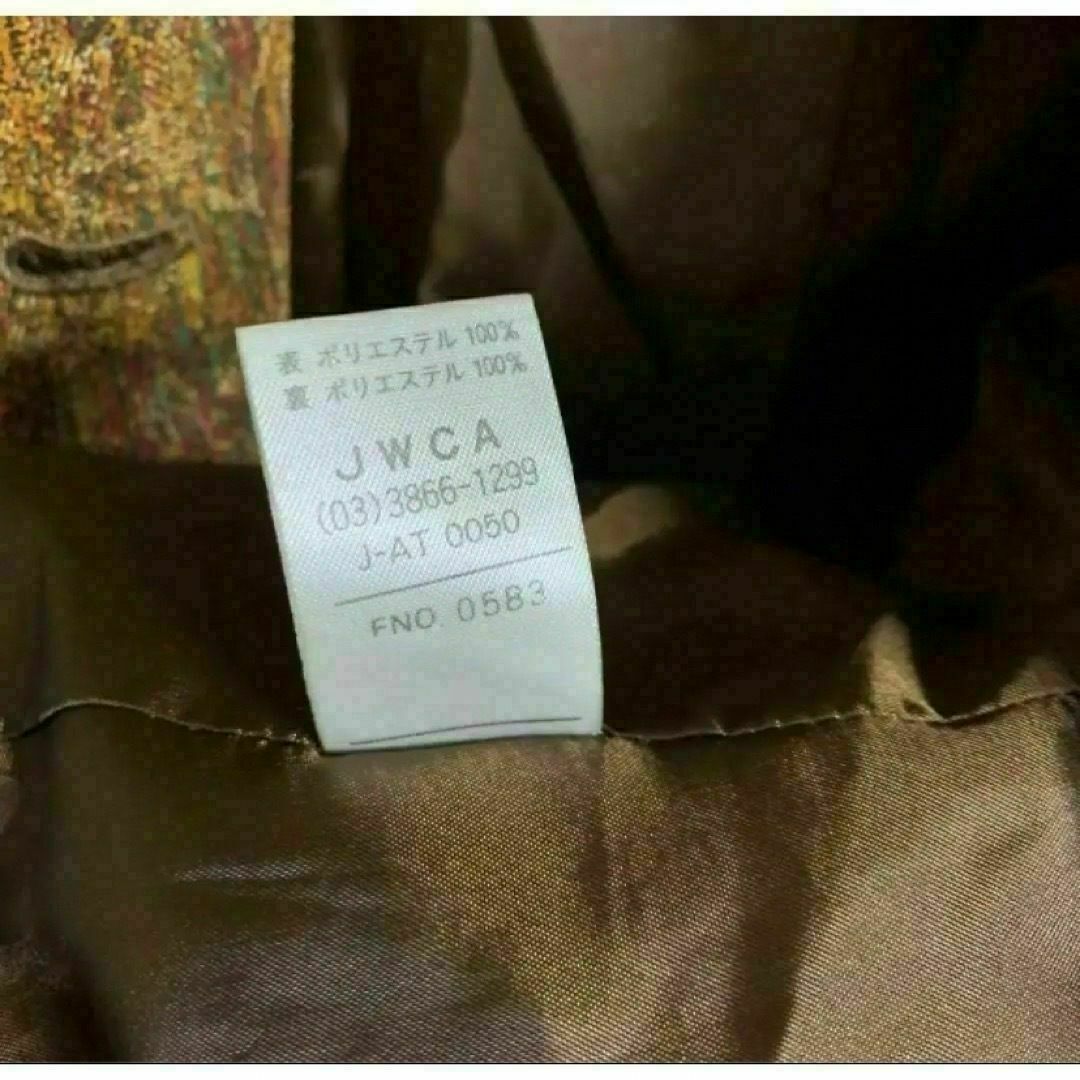 表 ポリエステル 100%
裏 ポリエステル 100%
JWCA
(03)3866-1299
J-AT 0050
FNO. 0583